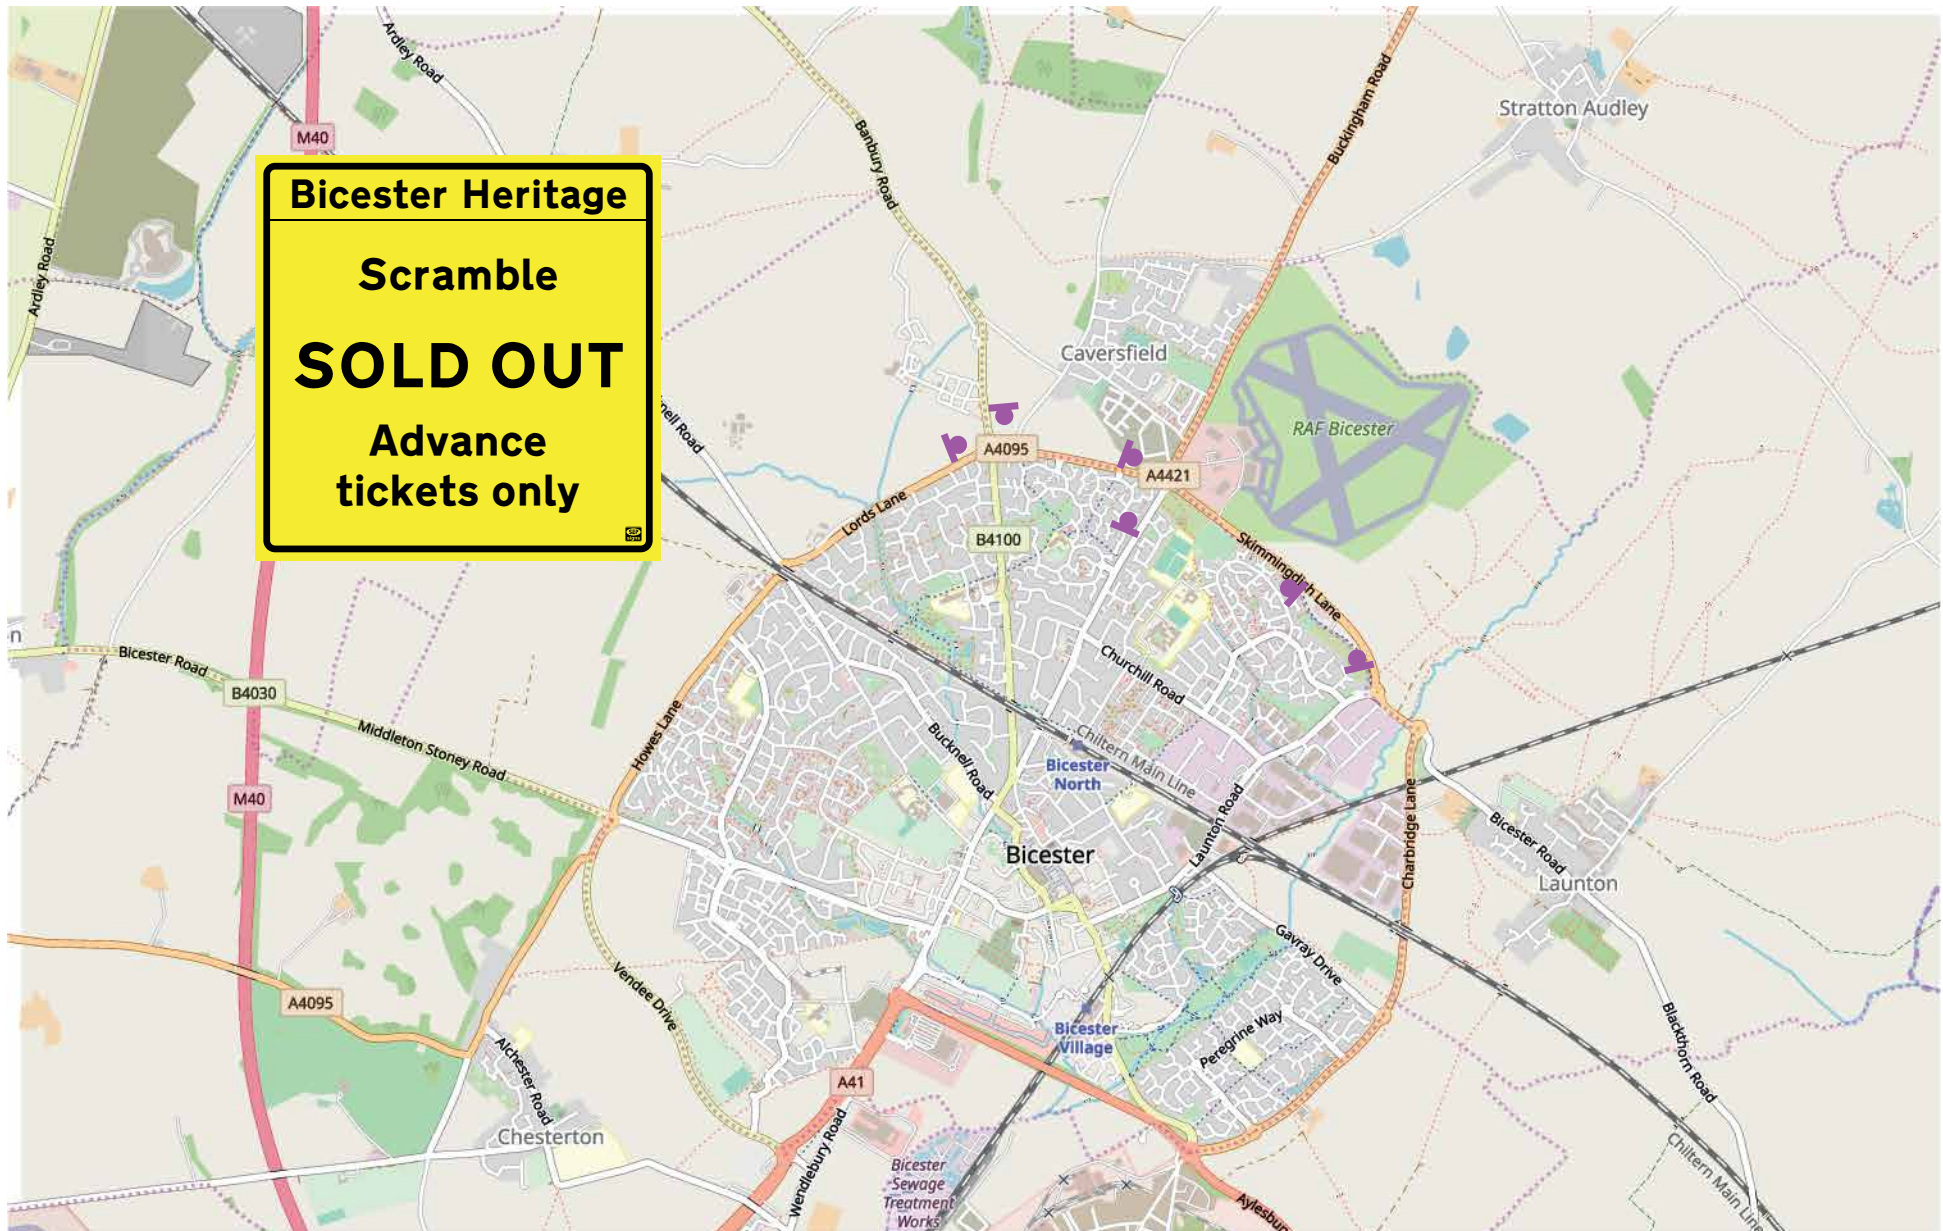 Ardley Road
Buckingham Road
Stratton Audley
M40
Banbury Road
Bicester Heritage
Scramble
SOLD OUT
Advance
tickets only
Ardley Road
Caversfield
RAF Bicester
A4095
A4421
Lords Lane
B4100
Skimmingdish Lane
Bicester Road
B4030
Churchill Road
Middleton Stoney Road
Howes Lane
Bucknell Road
Chiltern Main Line
Bicester
North
M40
Launton Road
Charbridge Lane
Bicester Road
Bicester
Launton
Gavray Drive
Vendee Drive
A4095
Bicester
Village
Peregrine Way
Blackthorn Road
Alchester Road
A41
Chesterton
Wendlebury Road
Bicester
Sewage
Treatment
Works
Chiltern Main Line